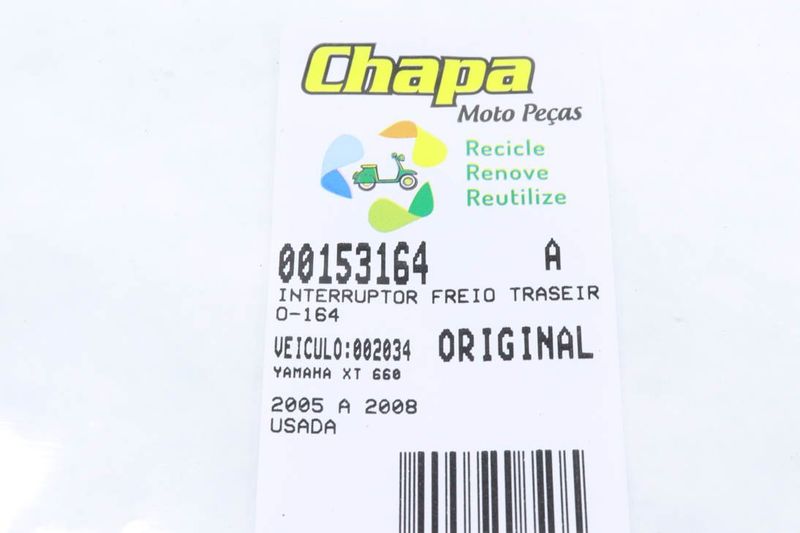 Chapa
Moto Peças
Recicle
Renove
Reutilize
00153164 A
INTERRUPTOR FREIO TRASEIR
O-164
VEICULO:002034 ORIGINAL
YAMAHA XT 660
2005 A 2008
USADA